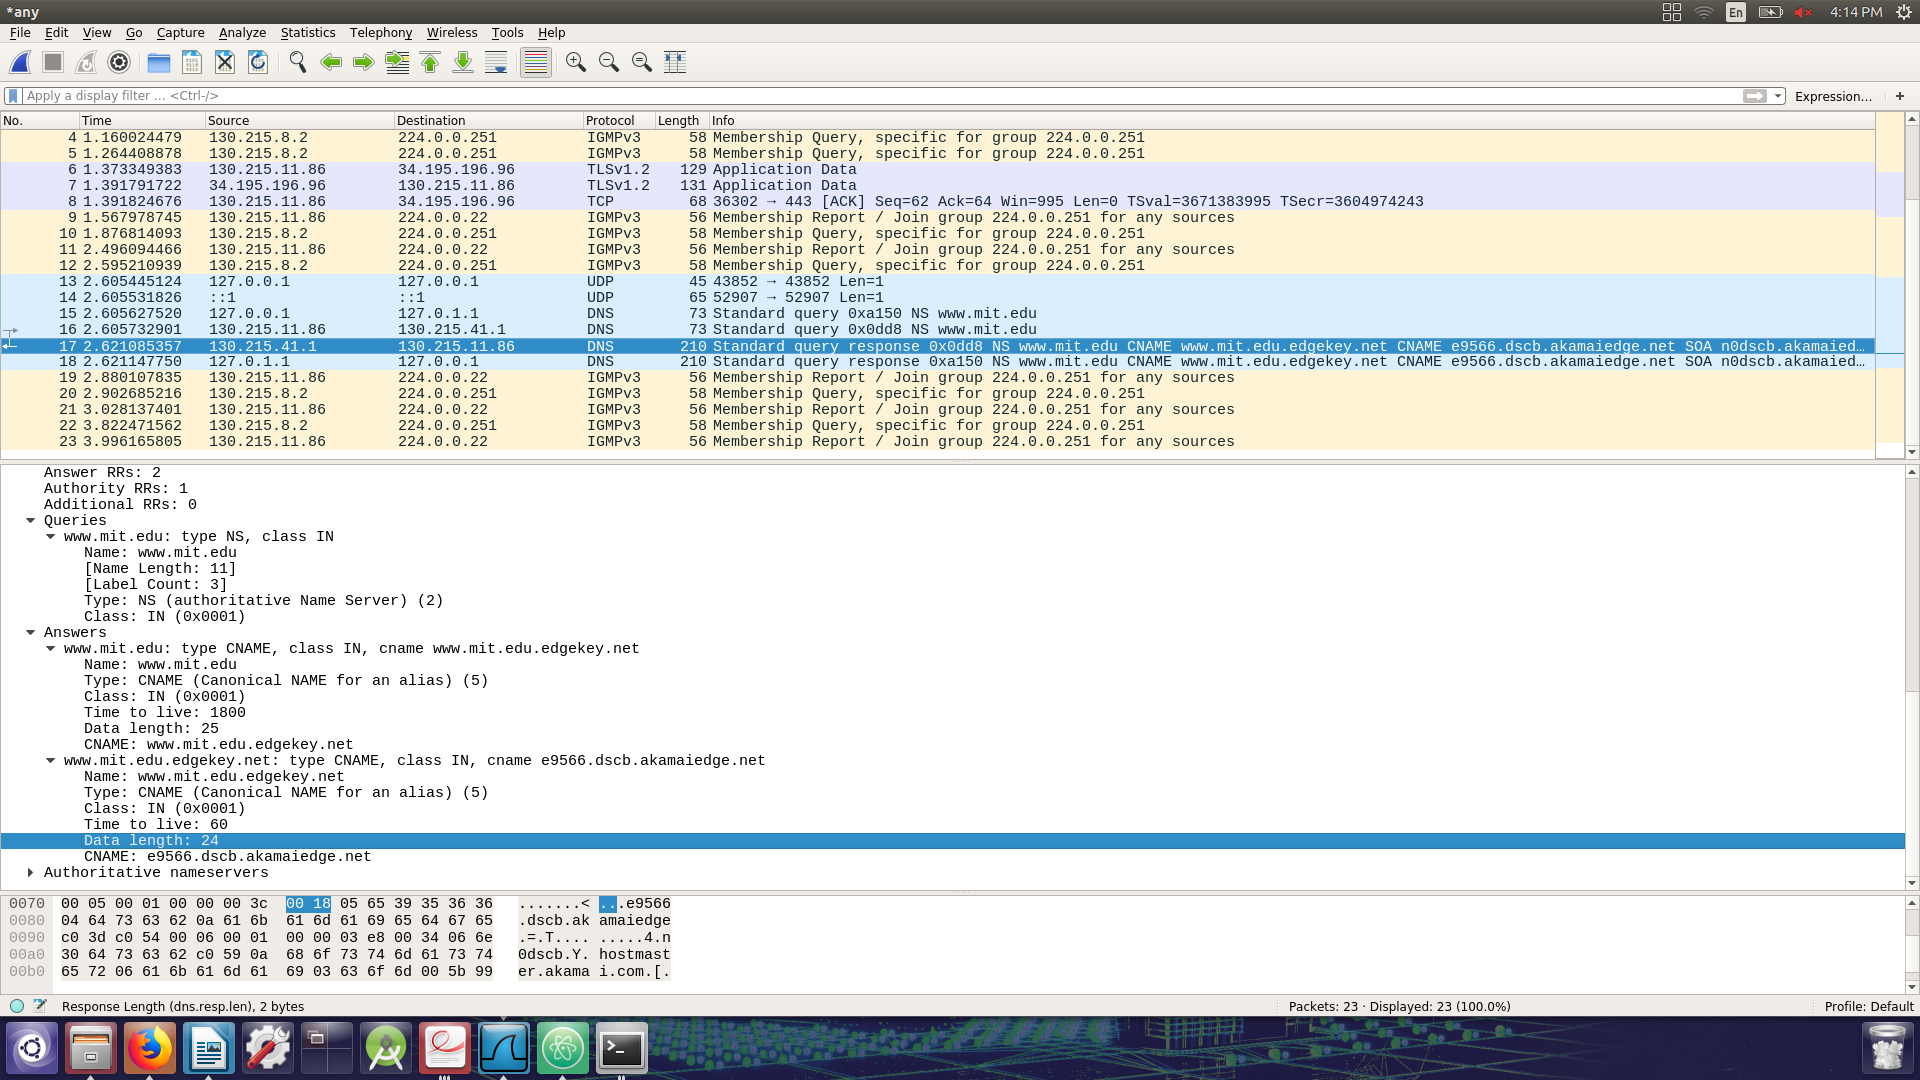 *any
En
4:14 PM
File Edit View Go Capture Analyze Statistics Telephony Wireless Tools Help
Apply a display filter ... <Ctrl-/>
Expression... +
No. Time Source Destination Protocol Length Info
4 1.160024479 130.215.8.2 224.0.0.251 IGMPv3 58 Membership Query, specific for group 224.0.0.251
5 1.264408878 130.215.8.2 224.0.0.251 IGMPv3 58 Membership Query, specific for group 224.0.0.251
6 1.373349383 130.215.11.86 34.195.196.96 TLSv1.2 129 Application Data
7 1.391791722 34.195.196.96 130.215.11.86 TLSv1.2 131 Application Data
8 1.391824676 130.215.11.86 34.195.196.96 TCP 68 36302 → 443 [ACK] Seq=62 Ack=64 Win=995 Len=0 TSval=3671383995 TSecr=3604974243
9 1.567978745 130.215.11.86 224.0.0.22 IGMPv3 56 Membership Report / Join group 224.0.0.251 for any sources
10 1.876814093 130.215.8.2 224.0.0.251 IGMPv3 58 Membership Query, specific for group 224.0.0.251
11 2.496094466 130.215.11.86 224.0.0.22 IGMPv3 56 Membership Report / Join group 224.0.0.251 for any sources
12 2.595210939 130.215.8.2 224.0.0.251 IGMPv3 58 Membership Query, specific for group 224.0.0.251
13 2.605445124 127.0.0.1 127.0.0.1 UDP 45 43852 → 43852 Len=1
14 2.605531826 ::1 ::1 UDP 65 52907 → 52907 Len=1
15 2.605627520 127.0.0.1 127.0.1.1 DNS 73 Standard query 0xa150 NS www.mit.edu
16 2.605732901 130.215.11.86 130.215.41.1 DNS 73 Standard query 0x0dd8 NS www.mit.edu
17 2.621085357 130.215.41.1 130.215.11.86 DNS 210 Standard query response 0x0dd8 NS www.mit.edu CNAME www.mit.edu.edgekey.net CNAME e9566.dscb.akamaiedge.net SOA n0dscb.akamaied…
18 2.621147750 127.0.1.1 127.0.0.1 DNS 210 Standard query response 0xa150 NS www.mit.edu CNAME www.mit.edu.edgekey.net CNAME e9566.dscb.akamaiedge.net SOA n0dscb.akamaied…
19 2.880107835 130.215.11.86 224.0.0.22 IGMPv3 56 Membership Report / Join group 224.0.0.251 for any sources
20 2.902685216 130.215.8.2 224.0.0.251 IGMPv3 58 Membership Query, specific for group 224.0.0.251
21 3.028137401 130.215.11.86 224.0.0.22 IGMPv3 56 Membership Report / Join group 224.0.0.251 for any sources
22 3.822471562 130.215.8.2 224.0.0.251 IGMPv3 58 Membership Query, specific for group 224.0.0.251
23 3.996165805 130.215.11.86 224.0.0.22 IGMPv3 56 Membership Report / Join group 224.0.0.251 for any sources
Answer RRs: 2
Authority RRs: 1
Additional RRs: 0
Queries
www.mit.edu: type NS, class IN
Name: www.mit.edu
[Name Length: 11]
[Label Count: 3]
Type: NS (authoritative Name Server) (2)
Class: IN (0x0001)
Answers
www.mit.edu: type CNAME, class IN, cname www.mit.edu.edgekey.net
Name: www.mit.edu
Type: CNAME (Canonical NAME for an alias) (5)
Class: IN (0x0001)
Time to live: 1800
Data length: 25
CNAME: www.mit.edu.edgekey.net
www.mit.edu.edgekey.net: type CNAME, class IN, cname e9566.dscb.akamaiedge.net
Name: www.mit.edu.edgekey.net
Type: CNAME (Canonical NAME for an alias) (5)
Class: IN (0x0001)
Time to live: 60
Data length: 24
CNAME: e9566.dscb.akamaiedge.net
Authoritative nameservers
0070 00 05 00 01 00 00 00 3c 00 18 05 65 39 35 36 36 .......< ...e9566
0080 04 64 73 63 62 0a 61 6b 61 6d 61 69 65 64 67 65 .dscb.ak amaiedge
0090 c0 3d c0 54 00 06 00 01 00 00 03 e8 00 34 06 6e .=.T.... .....4.n
00a0 30 64 73 63 62 c0 59 0a 68 6f 73 74 6d 61 73 74 0dscb.Y. hostmast
00b0 65 72 06 61 6b 61 6d 61 69 03 63 6f 6d 00 5b 99 er.akama i.com.[.
Response Length (dns.resp.len), 2 bytes
Packets: 23 · Displayed: 23 (100.0%)
Profile: Default